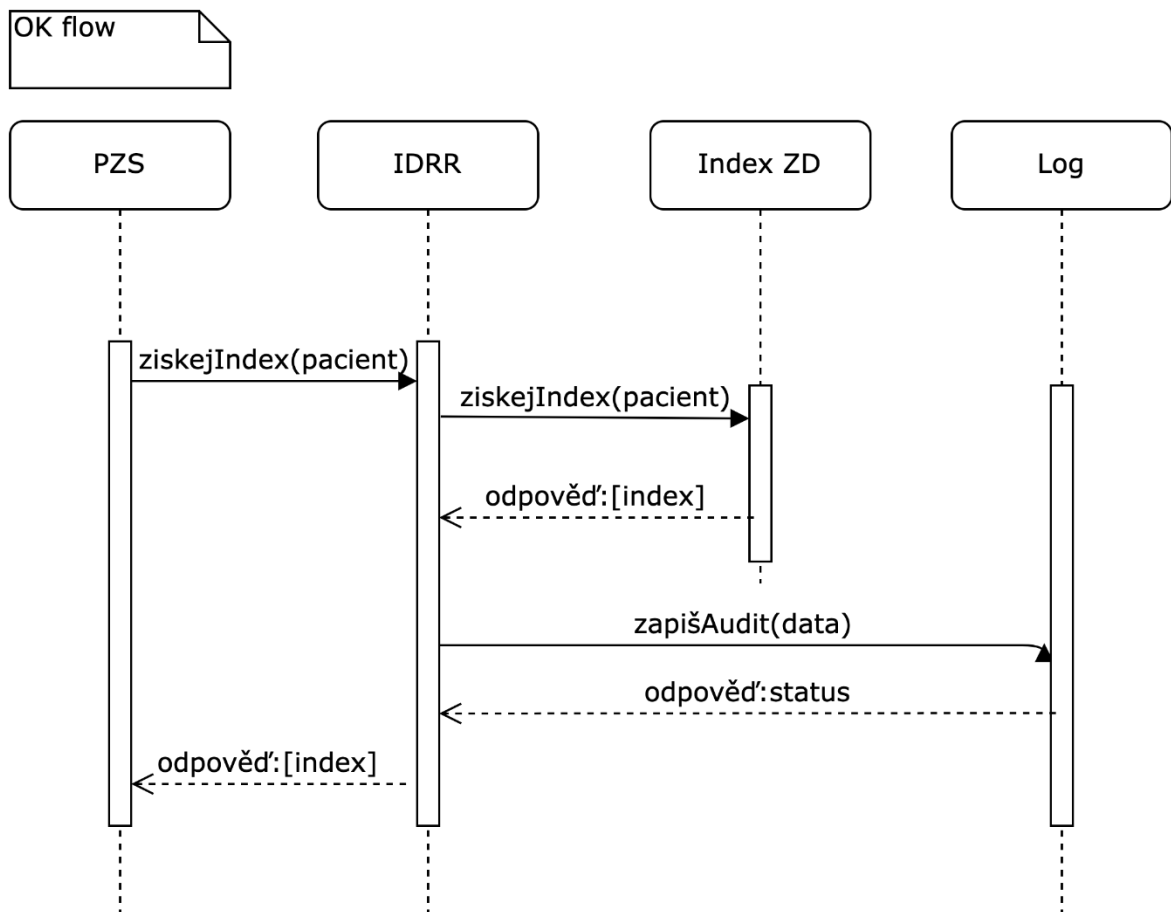 OK flow
PZS
IDRR
Index ZD
Log
ziskejIndex(pacient)
ziskejIndex(pacient)
odpověď:[index]
zapišAudit(data)
odpověď:status
odpověď:[index]